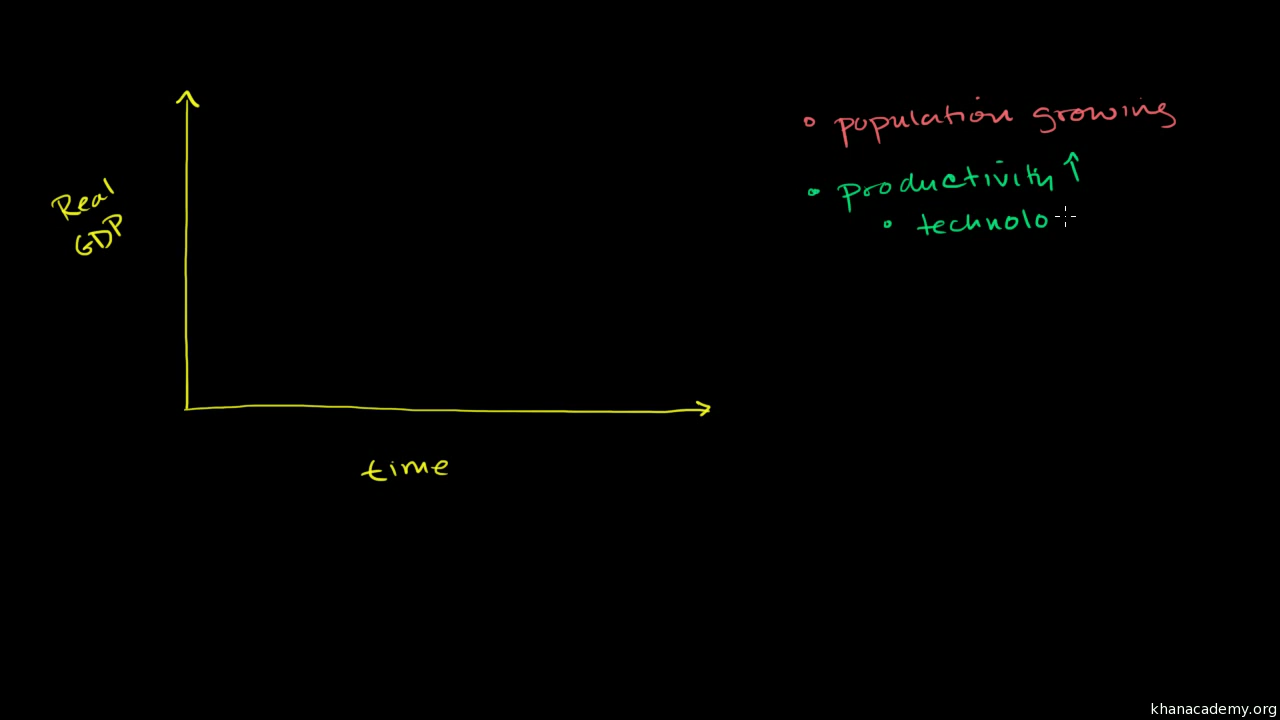 Real
GDP
time
• population growing
• productivity ↑
• technolo
khanacademy.org